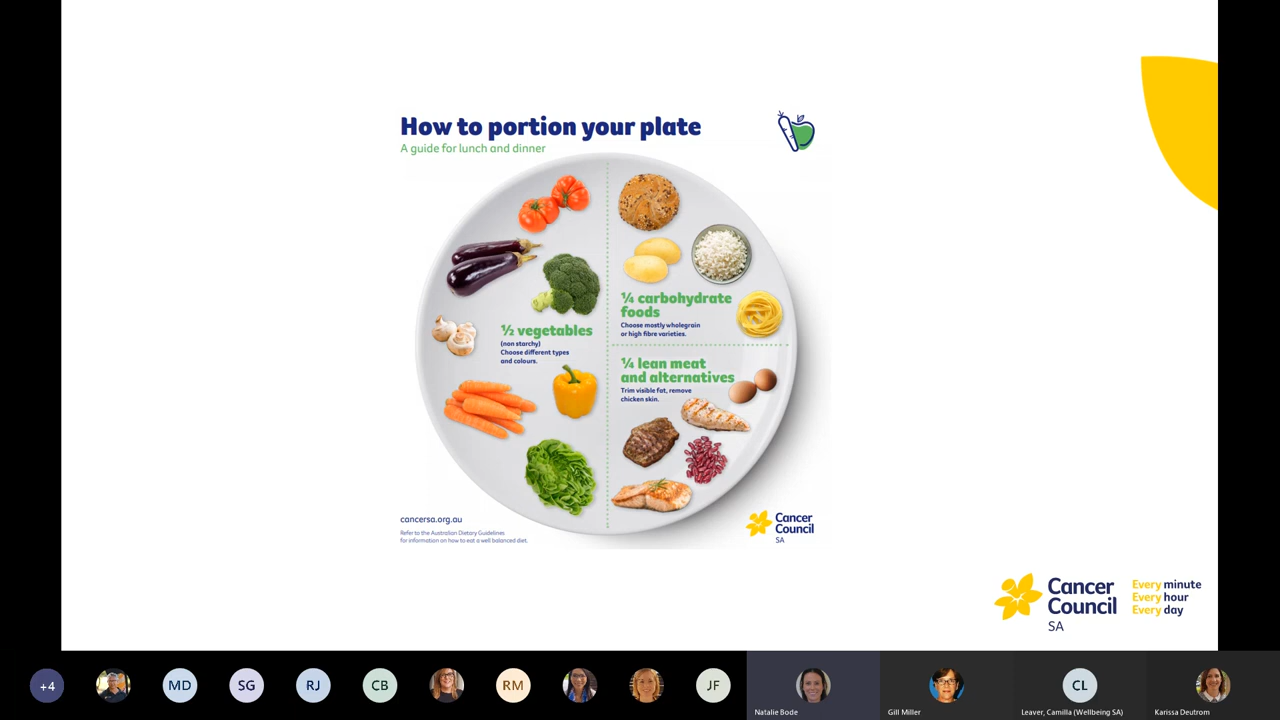 How to portion your plate
A guide for lunch and dinner
½ vegetables
(non starchy)
Choose different types
and colours.
¼ carbohydrate
foods
Choose mostly wholegrain
or high fibre varieties.
¼ lean meat
and alternatives
Trim visible fat, remove
chicken skin.
cancersa.org.au
Refer to the Australian Dietary Guidelines
for information on how to eat a well balanced diet.
Cancer
Council
SA
Cancer
Council
SA
Every minute
Every hour
Every day
+4
MD
SG
RJ
CB
RM
JF
CL
Natalie Bode
Gill Miller
Leaver, Camilla (Wellbeing SA)
Karissa Deutrom